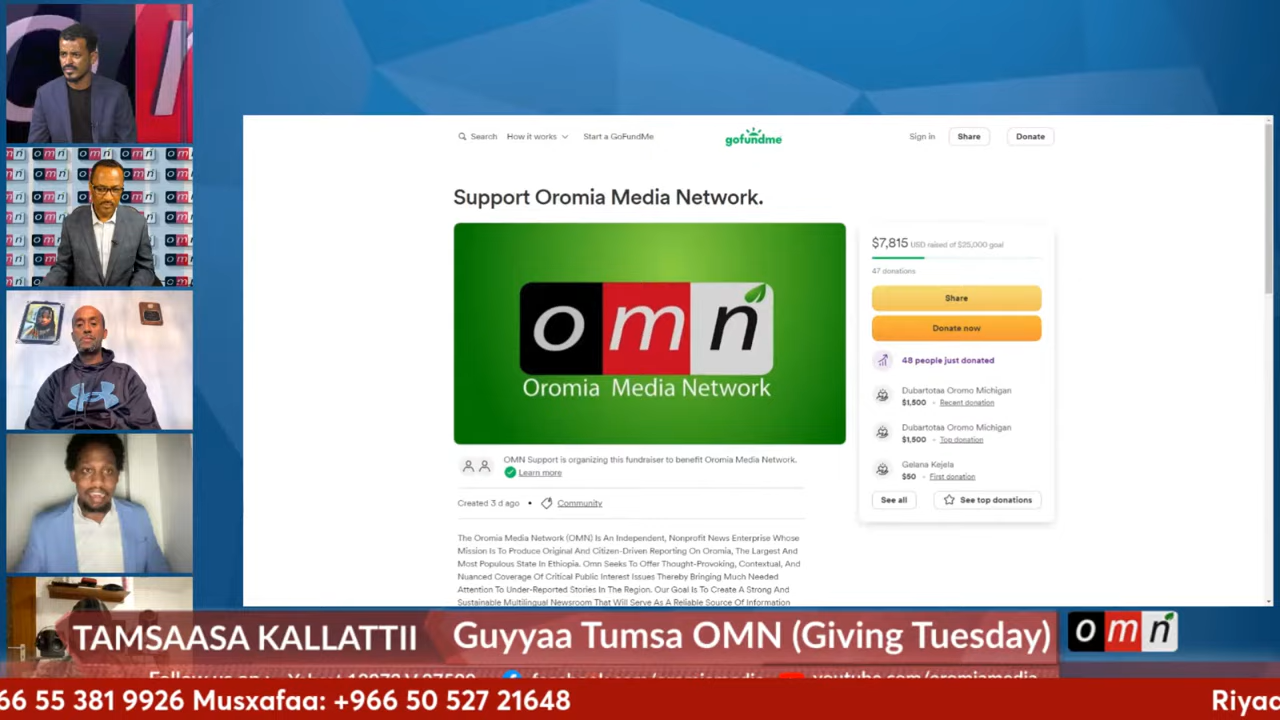 Search How it works Start a GoFundMe gofundme Sign in Share Donate
Support Oromia Media Network.
omn
Oromia Media Network
$7,815 USD raised of $25,000 goal
47 donations
Share
Donate now
48 people just donated
Dubartotaa Oromo Michigan
$1,500 • Recent donation
Dubartotaa Oromo Michigan
$1,500 • Top donation
Gelana Kejela
$50 • First donation
See all See top donations
OMN Support is organizing this fundraiser to benefit Oromia Media Network.
Learn more
Created 3 d ago • Community
The Oromia Media Network (OMN) Is An Independent, Nonprofit News Enterprise Whose
Mission Is To Produce Original And Citizen-Driven Reporting On Oromia, The Largest And
Most Populous State In Ethiopia. Omn Seeks To Offer Thought-Provoking, Contextual, And
Nuanced Coverage Of Critical Public Interest Issues Thereby Bringing Much Needed
Attention To Under-Reported Stories In The Region. Our Goal Is To Create A Strong And
Sustainable Multilingual Newsroom That Will Serve As A Reliable Source Of Information
TAMSAASA KALLATTII Guyyaa Tumsa OMN (Giving Tuesday) omn
66 55 381 9926 Musxafaa: +966 50 527 21648